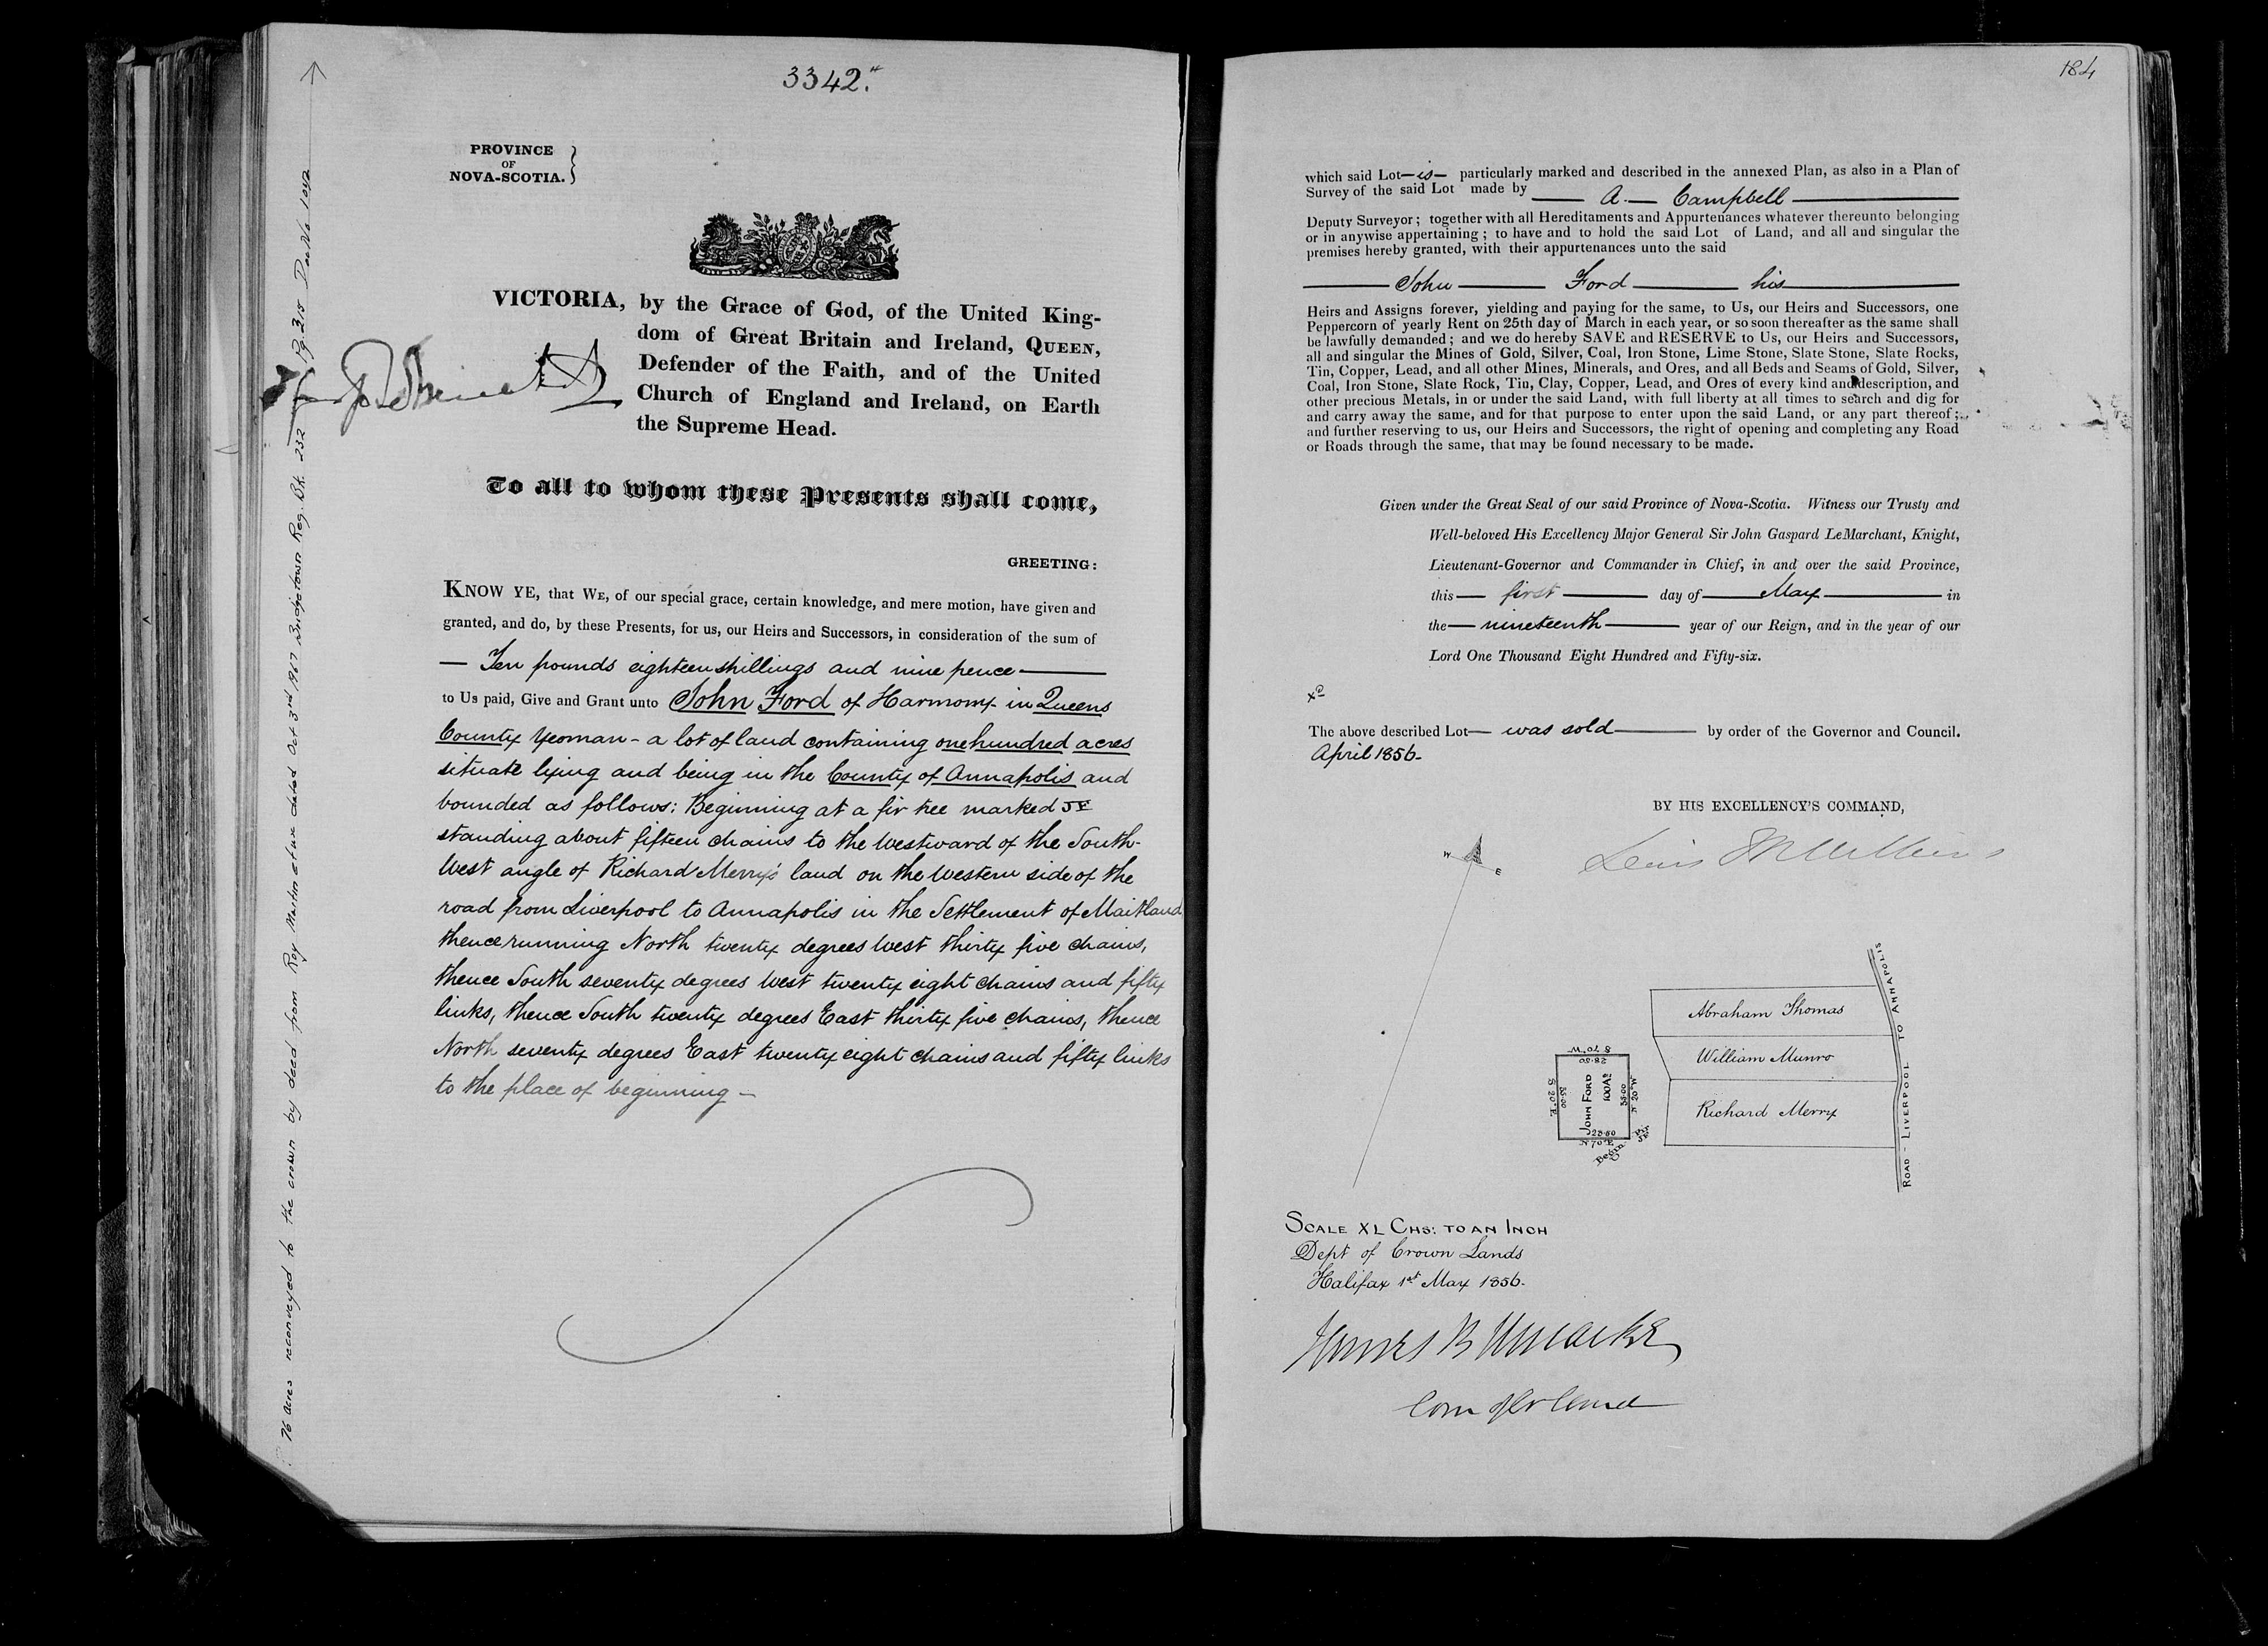 3342.
PROVINCE
OF
NOVA-SCOTIA.
VICTORIA, by the Grace of God, of the United King-
dom of Great Britain and Ireland, QUEEN,
Defender of the Faith, and of the United
Church of England and Ireland, on Earth
the Supreme Head.
To all to whom these Presents shall come,
GREETING:
KNOW YE, that WE, of our special grace, certain knowledge, and mere motion, have given and
granted, and do, by these Presents, for us, our Heirs and Successors, in consideration of the sum of
— Ten pounds eighteen shillings and nine pence —
to Us paid, Give and Grant unto John Ford of Harmony in Queens
County Yeoman - a lot of land containing one hundred acres
situate lying and being in the County of Annapolis and
bounded as follows: Beginning at a fir tree marked JF
standing about fifteen chains to the Westward of the South-
West angle of Richard Merry's land on the Western side of the
road from Liverpool to Annapolis in the Settlement of Maitland
thence running North twenty degrees West thirty five chains,
thence South seventy degrees West twenty eight chains and fifty
links, thence South twenty degrees East thirty five chains, thence
North seventy degrees East twenty eight chains and fifty links
to the place of beginning —
76 acres reconveyed to the crown by deed from Roy Martin et ux dated Oct 3rd 1967 Bridgetown Reg. Bk. 232 Pg. 315 Doc No 1042
184
which said Lot — is — particularly marked and described in the annexed Plan, as also in a Plan of
Survey of the said Lot made by — A. — Campbell —
Deputy Surveyor; together with all Hereditaments and Appurtenances whatever thereunto belonging
or in anywise appertaining; to have and to hold the said Lot of Land, and all and singular the
premises hereby granted, with their appurtenances unto the said
— John — Ford — his —
Heirs and Assigns forever, yielding and paying for the same, to Us, our Heirs and Successors, one
Peppercorn of yearly Rent on 25th day of March in each year, or so soon thereafter as the same shall
be lawfully demanded; and we do hereby SAVE and RESERVE to Us, our Heirs and Successors,
all and singular the Mines of Gold, Silver, Coal, Iron Stone, Lime Stone, Slate Stone, Slate Rocks,
Tin, Copper, Lead, and all other Mines, Minerals, and Ores, and all Beds and Seams of Gold, Silver,
Coal, Iron Stone, Slate Rock, Tin, Clay, Copper, Lead, and Ores of every kind and description, and
other precious Metals, in or under the said Land, with full liberty at all times to search and dig for
and carry away the same, and for that purpose to enter upon the said Land, or any part thereof;
and further reserving to us, our Heirs and Successors, the right of opening and completing any Road
or Roads through the same, that may be found necessary to be made.
Given under the Great Seal of our said Province of Nova-Scotia. Witness our Trusty and
Well-beloved His Excellency Major General Sir John Gaspard LeMarchant, Knight,
Lieutenant-Governor and Commander in Chief, in and over the said Province,
this — first — day of — May — in
the — nineteenth — year of our Reign, and in the year of our
Lord One Thousand Eight Hundred and Fifty-six.
The above described Lot — was sold — by order of the Governor and Council.
April 1856-
BY HIS EXCELLENCY'S COMMAND,
Lewis M Wilkins
W
E
ROAD - LIVERPOOL TO ANNAPOLIS
Abraham Thomas
William Munro
Richard Merry
S 70° W
28.50
S 20° E
35.00
JOHN FORD
100 As
35.00
N 20° W
28.50
N 70° E
Begin.
SCALE XL CHS: TO AN INCH
Dept of Crown Lands
Halifax 1st May 1856-
James B Uniacke
Com of Cr Land